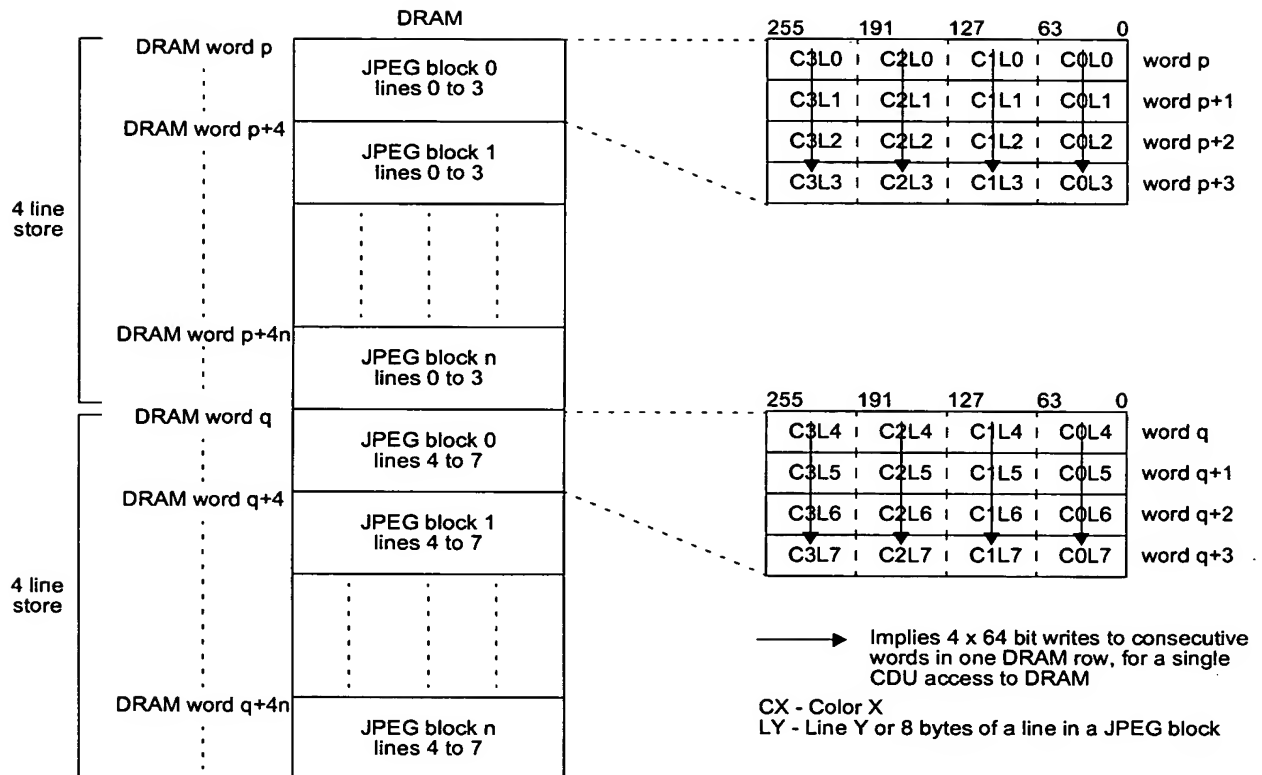 DRAM
DRAM word p
JPEG block 0
lines 0 to 3
DRAM word p+4
JPEG block 1
lines 0 to 3
4 line
store
DRAM word p+4n
JPEG block n
lines 0 to 3
DRAM word q
JPEG block 0
lines 4 to 7
DRAM word q+4
JPEG block 1
lines 4 to 7
4 line
store
DRAM word q+4n
JPEG block n
lines 4 to 7
255 191 127 63 0
C3L0 C2L0 C1L0 C0L0 word p
C3L1 C2L1 C1L1 C0L1 word p+1
C3L2 C2L2 C1L2 C0L2 word p+2
C3L3 C2L3 C1L3 C0L3 word p+3
255 191 127 63 0
C3L4 C2L4 C1L4 C0L4 word q
C3L5 C2L5 C1L5 C0L5 word q+1
C3L6 C2L6 C1L6 C0L6 word q+2
C3L7 C2L7 C1L7 C0L7 word q+3
Implies 4 x 64 bit writes to consecutive
words in one DRAM row, for a single
CDU access to DRAM
CX - Color X
LY - Line Y or 8 bytes of a line in a JPEG block